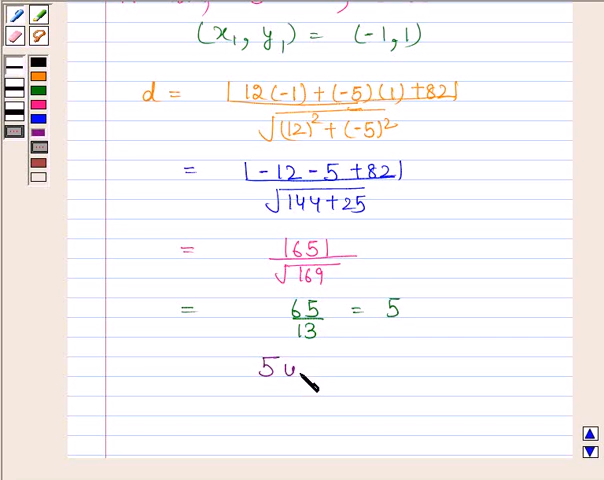 (x₁, y₁) = (-1, 1)
d = |12(-1) + (-5)(1) + 82| / √(12)² + (-5)²
= |-12 - 5 + 82| / √144 + 25
= |65| / √169
= 65/13 = 5
5 u